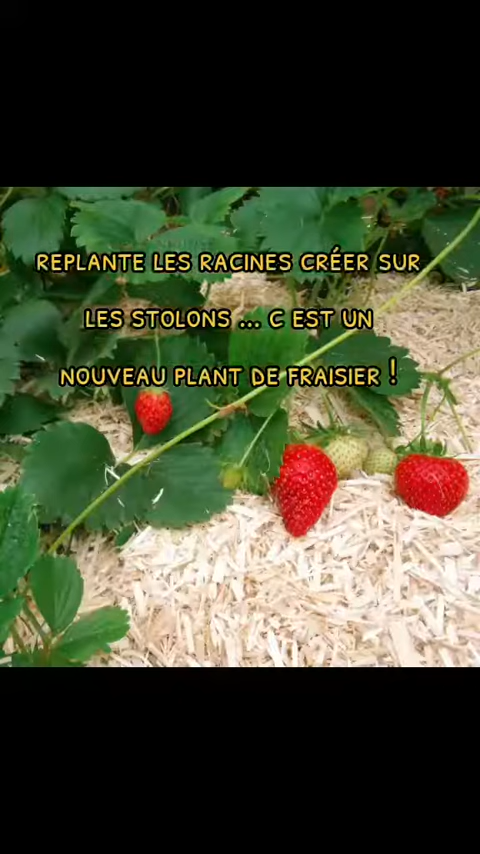 REPLANTE LES RACINES CRÉER SUR
LES STOLONS ... C EST UN
NOUVEAU PLANT DE FRAISIER !